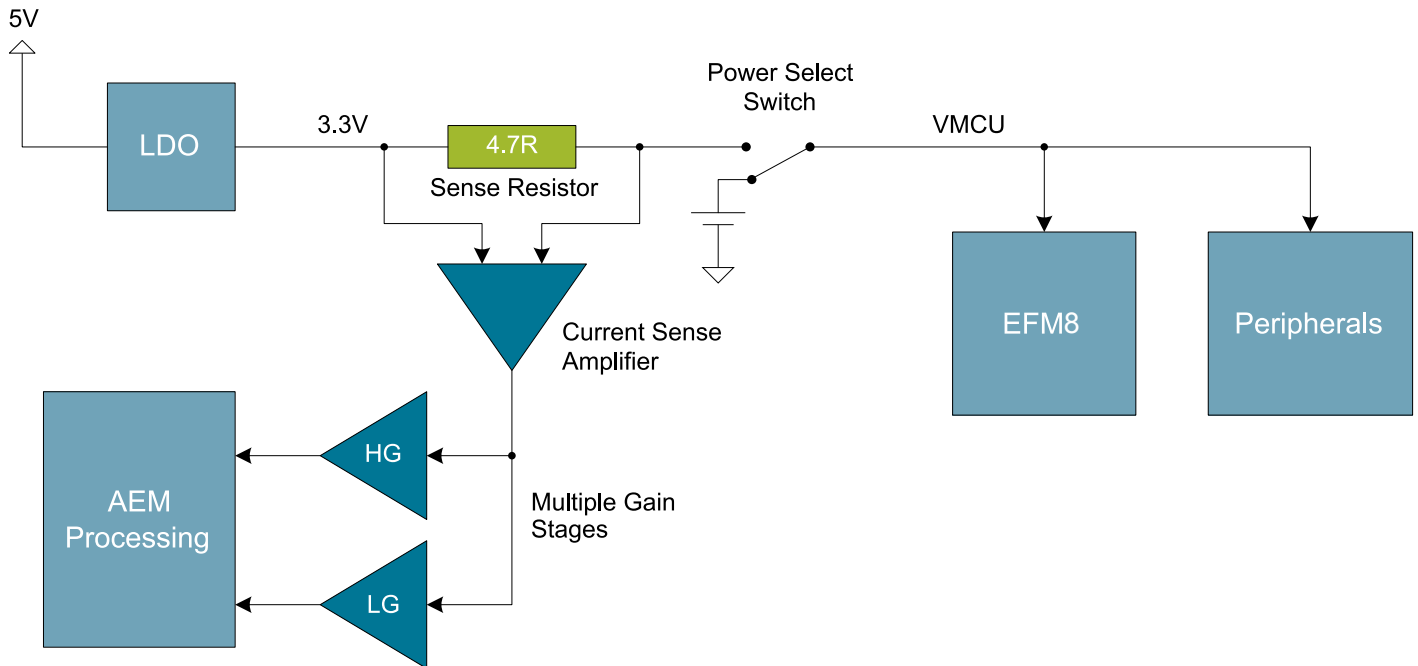 5V
LDO
3.3V
4.7R
Sense Resistor
Power Select
Switch
VMCU
EFM8
Peripherals
Current Sense
Amplifier
HG
LG
Multiple Gain
Stages
AEM
Processing